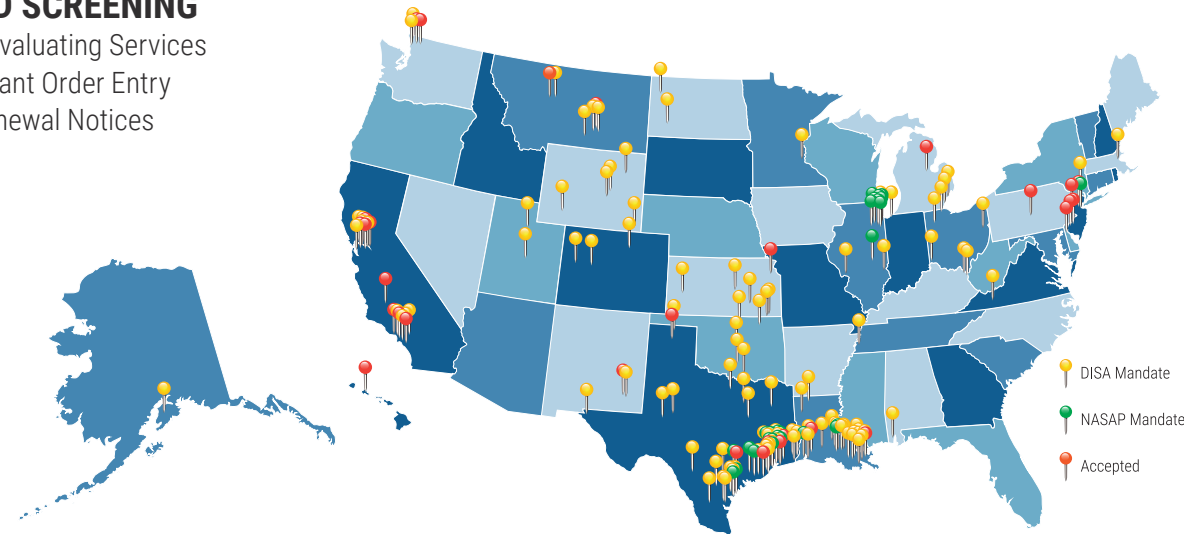 SCREENING
valuating Services
ant Order Entry
newal Notices
DISA Mandate
NASAP Mandate
Accepted